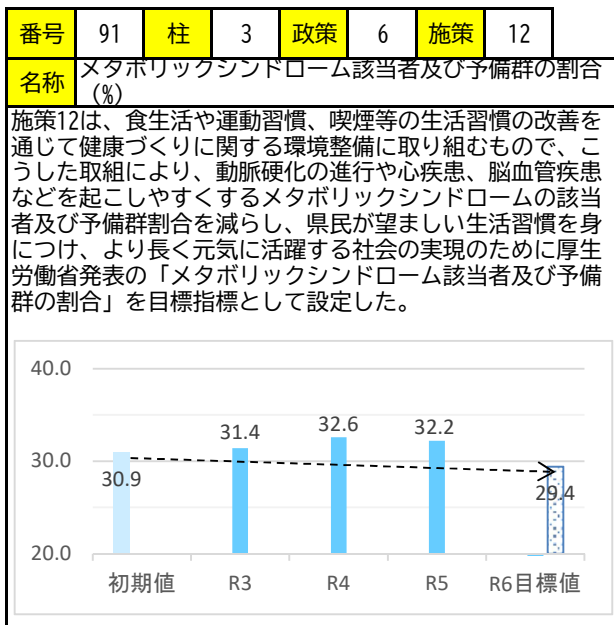 番号 91 柱 3 政策 6 施策 12
名称 メタボリックシンドローム該当者及び予備群の割合
(%)
施策12は、食生活や運動習慣、喫煙等の生活習慣の改善を
通じて健康づくりに関する環境整備に取り組むもので、こ
うした取組により、動脈硬化の進行や心疾患、脳血管疾患
などを起こしやすくするメタボリックシンドロームの該当
者及び予備群割合を減らし、県民が望ましい生活習慣を身
につけ、より長く元気に活躍する社会の実現のために厚生
労働省発表の「メタボリックシンドローム該当者及び予備
群の割合」を目標指標として設定した。
40.0
30.0
20.0
30.9
31.4
32.6
32.2
29.4
初期値 R3 R4 R5 R6目標値